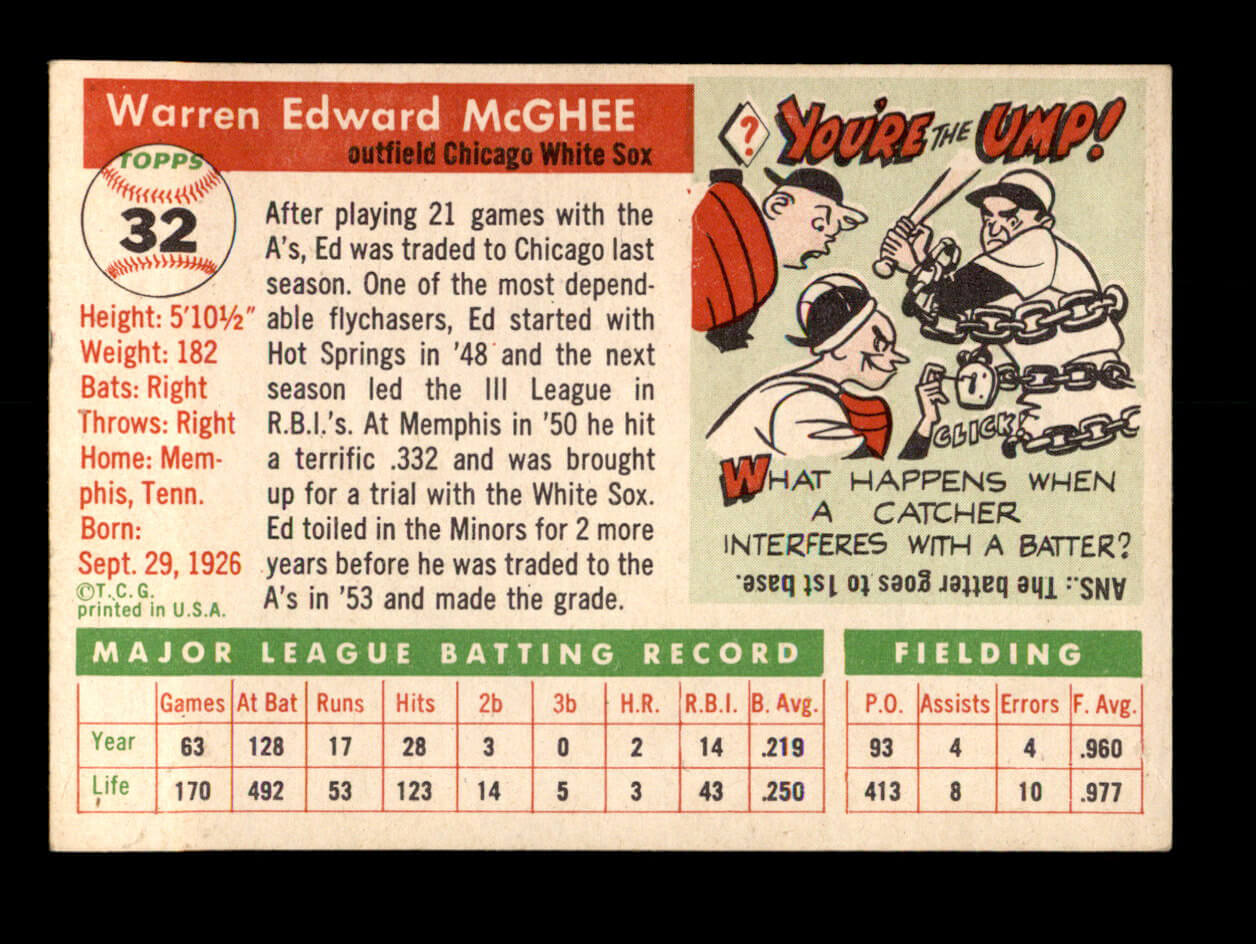 Warren Edward McGHEE
outfield Chicago White Sox
TOPPS
32
Height: 5'10½"
Weight: 182
Bats: Right
Throws: Right
Home: Mem-
phis, Tenn.
Born:
Sept. 29, 1926
©T.C.G.
printed in U.S.A.
After playing 21 games with the
A's, Ed was traded to Chicago last
season. One of the most depend-
able flychasers, Ed started with
Hot Springs in '48 and the next
season led the III League in
R.B.I.'s. At Memphis in '50 he hit
a terrific .332 and was brought
up for a trial with the White Sox.
Ed toiled in the Minors for 2 more
years before he was traded to the
A's in '53 and made the grade.
? YOU'RE THE UMP!
CLICK!
WHAT HAPPENS WHEN
A CATCHER
INTERFERES WITH A BATTER?
ANS.: The batter goes to 1st base.
MAJOR LEAGUE BATTING RECORD
Games At Bat Runs Hits 2b 3b H.R. R.B.I. B. Avg.
Year 63 128 17 28 3 0 2 14 .219
Life 170 492 53 123 14 5 3 43 .250
FIELDING
P.O. Assists Errors F. Avg.
93 4 4 .960
413 8 10 .977